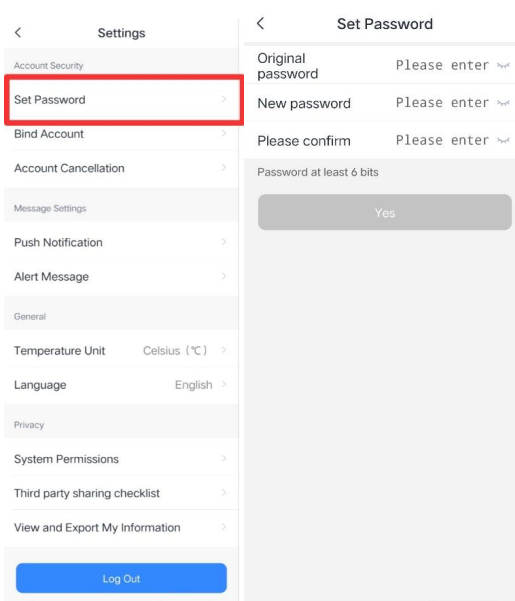 Settings
Account Security
Set Password
Bind Account
Account Cancellation
Message Settings
Push Notification
Alert Message
General
Temperature Unit Celsius (℃)
Language English
Privacy
System Permissions
Third party sharing checklist
View and Export My Information
Log Out
Set Password
Original
password Please enter
New password Please enter
Please confirm Please enter
Password at least 6 bits
Yes